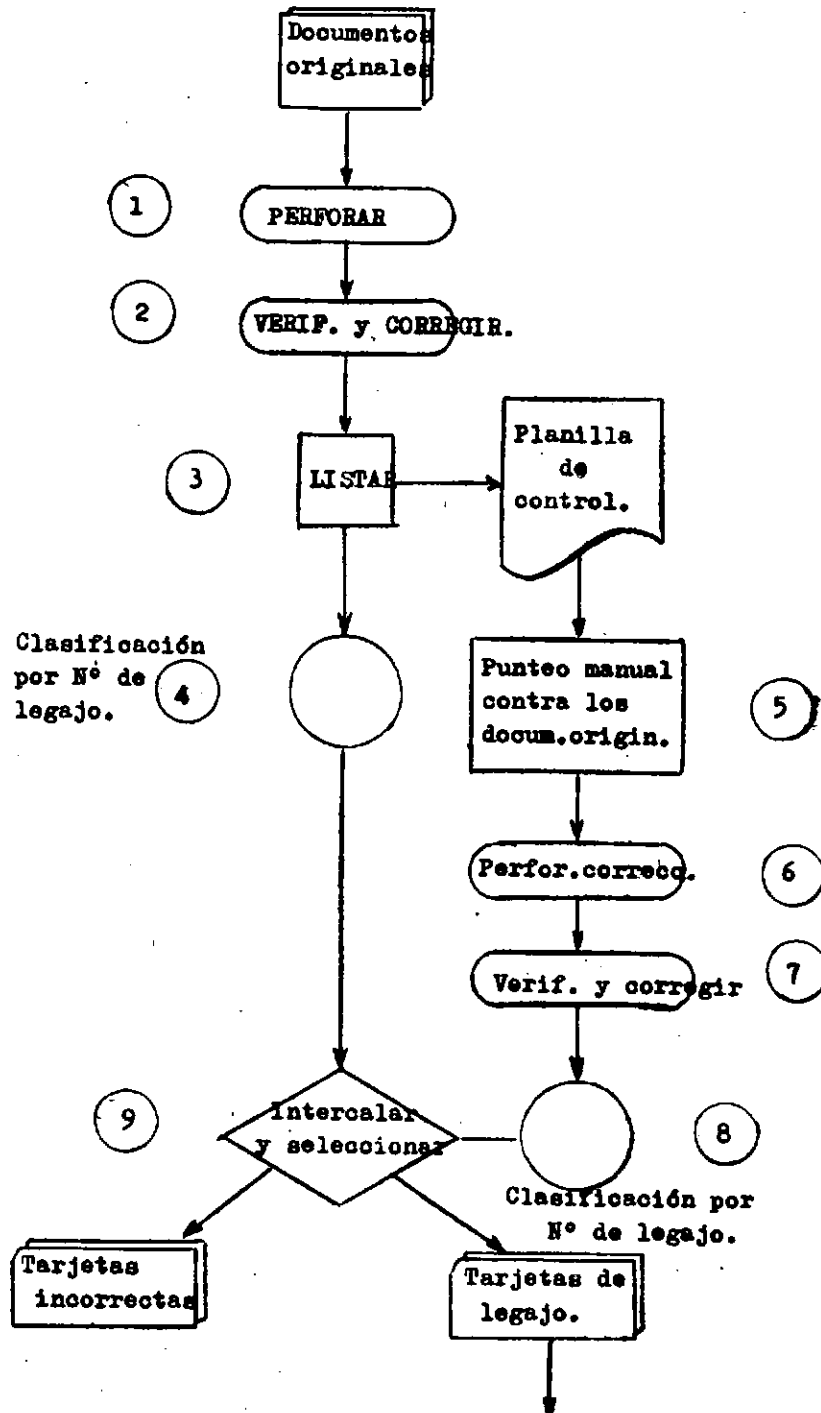 Documentos
originales
1
PERFORAR
2
VERIF. y CORREGIR.
3
LISTAR
Planilla
de
control.
Clasificación
por Nº de
legajo.
4
Punteo manual
contra los
docum.origin.
5
Perfor.correcc.
6
Verif. y corregir
7
9
Intercalar
y seleccionar
8
Clasificación por
Nº de legajo.
Tarjetas
incorrectas
Tarjetas de
legajo.